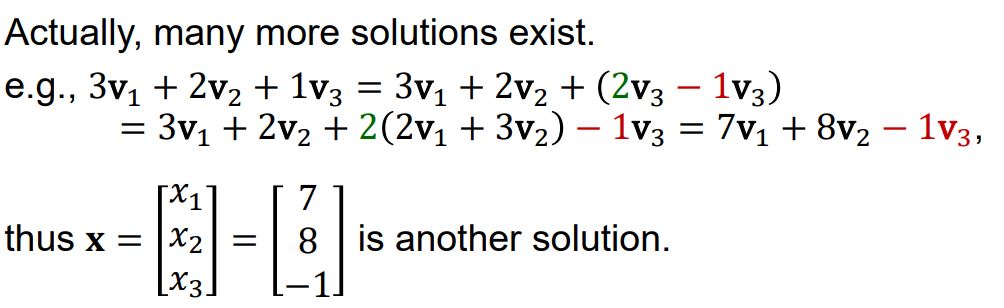 Actually, many more solutions exist.
e.g., 3v₁ + 2v₂ + 1v₃ = 3v₁ + 2v₂ + (2v₃ − 1v₃)
= 3v₁ + 2v₂ + 2(2v₁ + 3v₂) − 1v₃ = 7v₁ + 8v₂ − 1v₃,
thus x = [x₁ x₂ x₃] = [7 8 −1] is another solution.